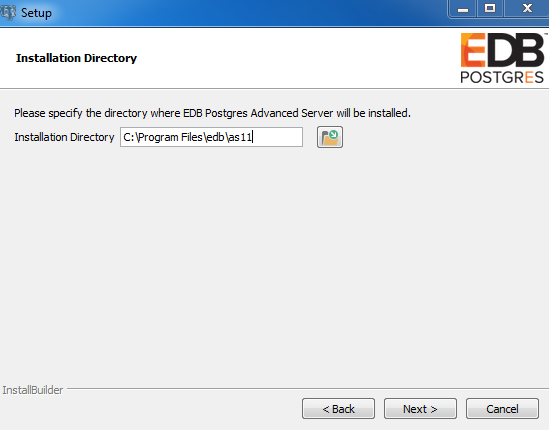 Setup
Installation Directory
EDB
POSTGRES
Please specify the directory where EDB Postgres Advanced Server will be installed.
Installation Directory C:\Program Files\edb\as11
InstallBuilder
< Back Next > Cancel